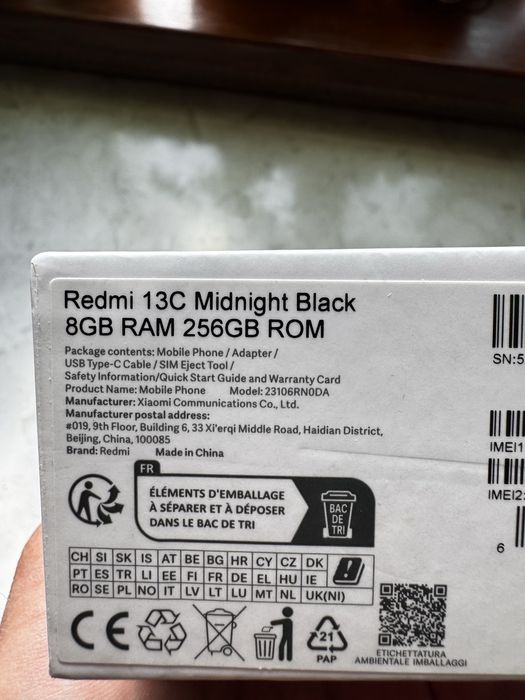 Redmi 13C Midnight Black
8GB RAM 256GB ROM
Package contents: Mobile Phone / Adapter /
USB Type-C Cable / SIM Eject Tool /
Safety Information/Quick Start Guide and Warranty Card
Product Name: Mobile Phone Model: 23106RN0DA
Manufacturer: Xiaomi Communications Co., Ltd.
Manufacturer postal address:
#019, 9th Floor, Building 6, 33 Xi'erqi Middle Road, Haidian District,
Beijing, China, 100085
Brand: Redmi Made in China
SN:5
IMEI1
IMEI2:
6
FR
ÉLÉMENTS D'EMBALLAGE
À SÉPARER ET À DÉPOSER
DANS LE BAC DE TRI
BAC
DE
TRI
CH SI SK IS AT BE BG HR CY CZ DK
PT ES TR LI EE FI FR DE EL HU IE
RO SE PL NO IT LV LT LU MT NL UK(NI)
CE
21
PAP
ETICHETTATURA
AMBIENTALE IMBALLAGGI